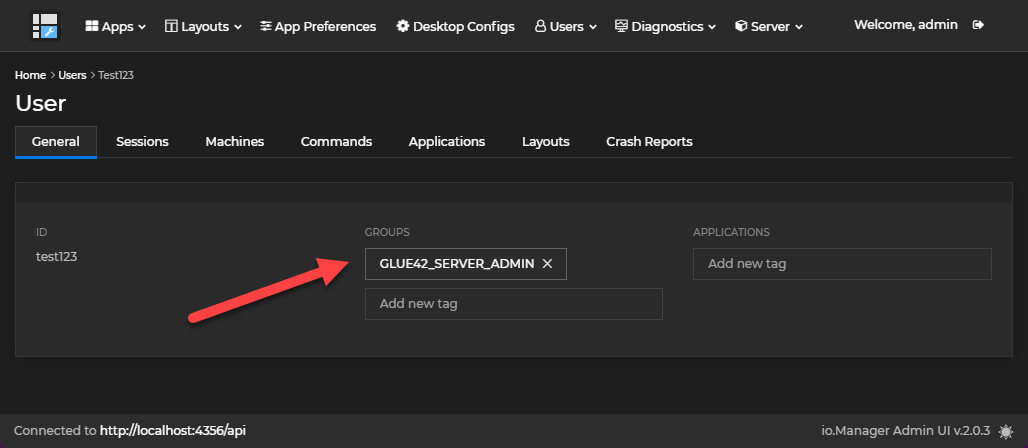 Apps Layouts App Preferences Desktop Configs Users Diagnostics Server Welcome, admin
Home > Users > Test123
User
General Sessions Machines Commands Applications Layouts Crash Reports
ID GROUPS APPLICATIONS
test123 GLUE42_SERVER_ADMIN Add new tag
Add new tag
Connected to http://localhost:4356/api io.Manager Admin UI v.2.0.3